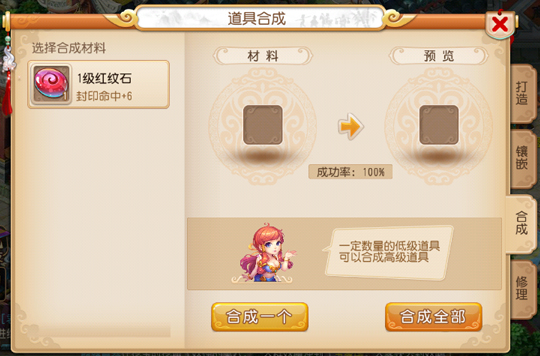 道具合成
选择合成材料
1级红纹石
封印命中+6
材料
预览
成功率：100%
一定数量的低级道具
可以合成高级道具
合成一个
合成全部
打造
镶嵌
合成
修理